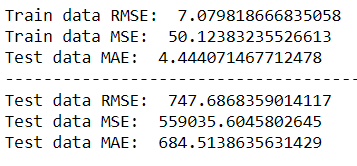 Train data RMSE:  7.079818666835058
Train data MSE:  50.12383235526613
Test data MAE:  4.444071467712478
-------------------------------------
Test data RMSE:  747.6868359014117
Test data MSE:  559035.6045802645
Test data MAE:  684.5138635631429